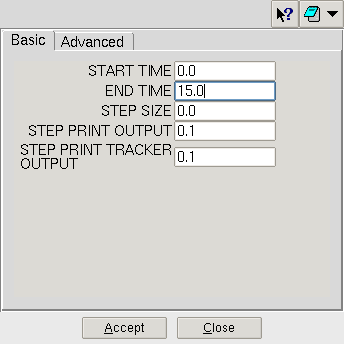 Basic
Advanced
START TIME 0.0
END TIME 15.0
STEP SIZE 0.0
STEP PRINT OUTPUT 0.1
STEP PRINT TRACKER
OUTPUT 0.1
Accept
Close